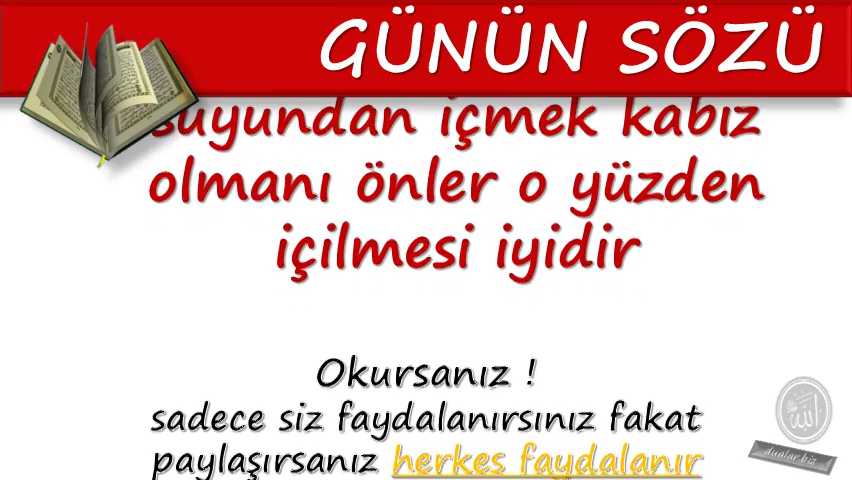 GÜNÜN SÖZÜ
suyundan içmek kabız
olmanı önler o yüzden
içilmesi iyidir
Okursanız !
sadece siz faydalanırsınız fakat
paylaşırsanız herkes faydalanır
الله
dualar.biz